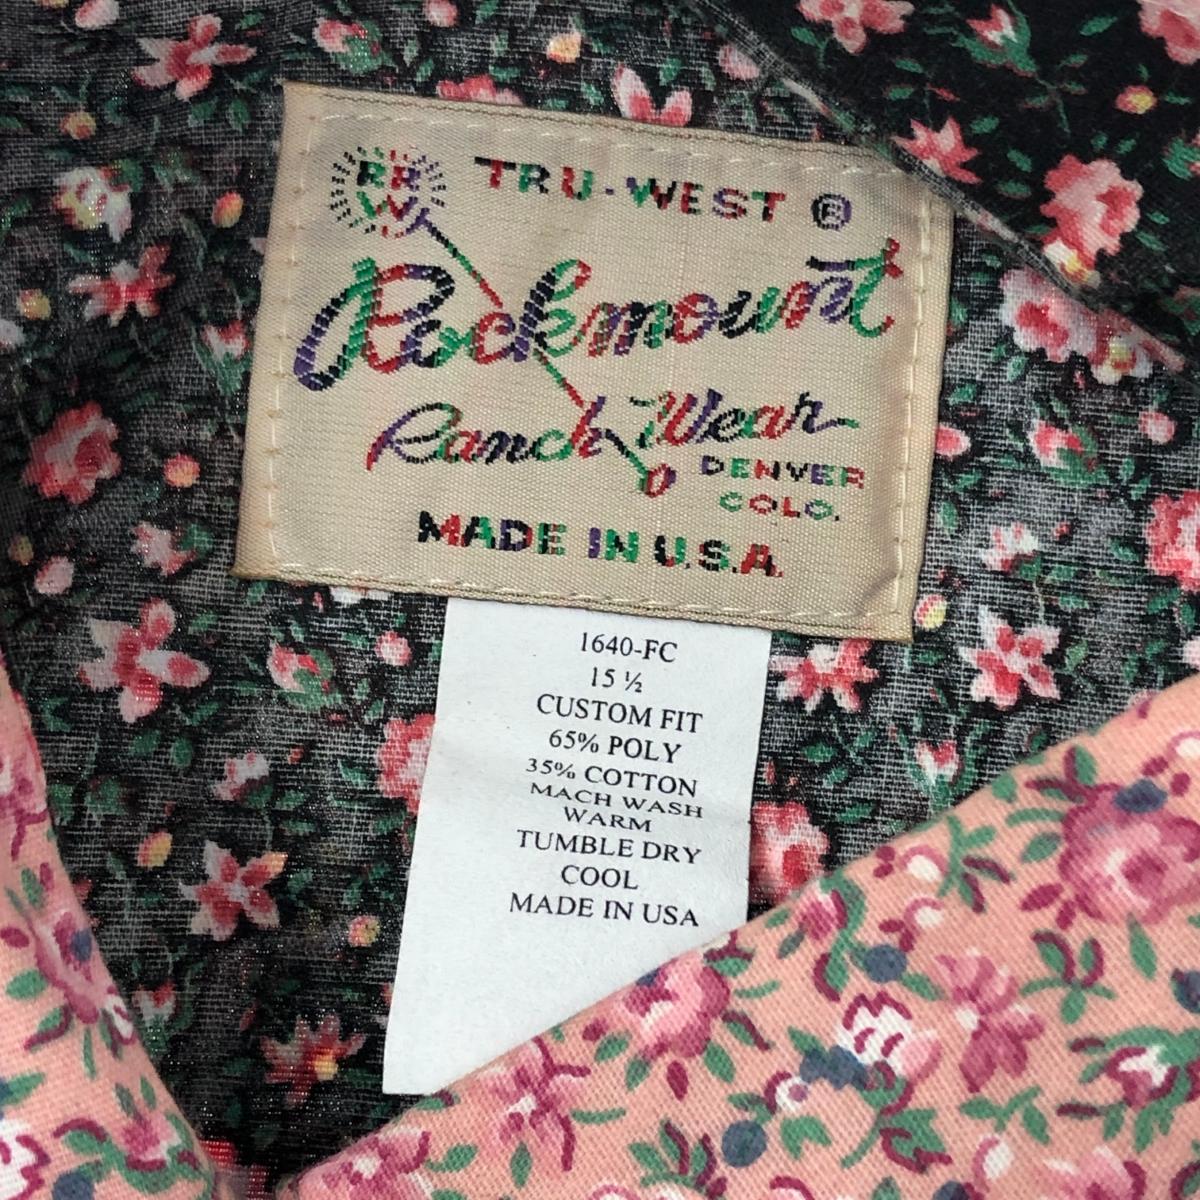 RR
W
TRU-WEST ®
Rockmount
Ranch Wear
DENVER
COLO.
MADE IN U.S.A.
1640-FC
15 ½
CUSTOM FIT
65% POLY
35% COTTON
MACH WASH
WARM
TUMBLE DRY
COOL
MADE IN USA